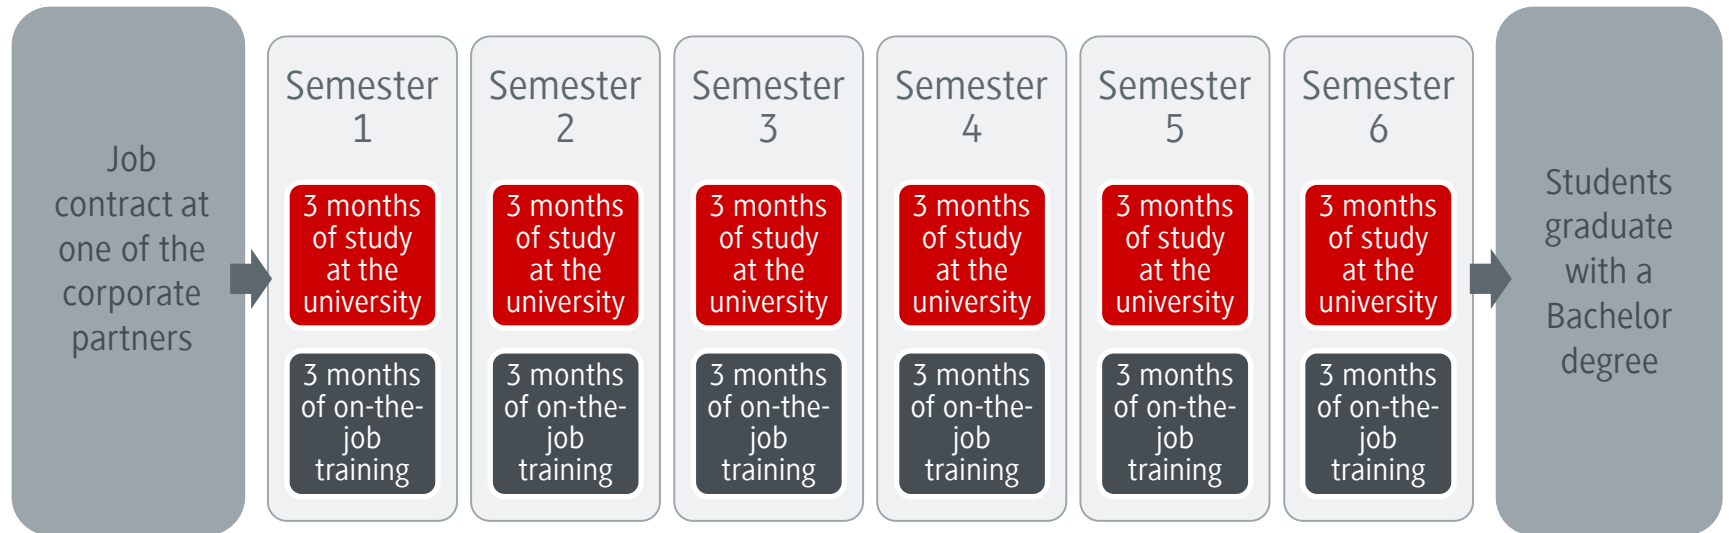 Job
contract at
one of the
corporate
partners
Semester
1
3 months
of study
at the
university
3 months
of on-the-
job
training
Semester
2
3 months
of study
at the
university
3 months
of on-the-
job
training
Semester
3
3 months
of study
at the
university
3 months
of on-the-
job
training
Semester
4
3 months
of study
at the
university
3 months
of on-the-
job
training
Semester
5
3 months
of study
at the
university
3 months
of on-the-
job
training
Semester
6
3 months
of study
at the
university
3 months
of on-the-
job
training
Students
graduate
with a
Bachelor
degree